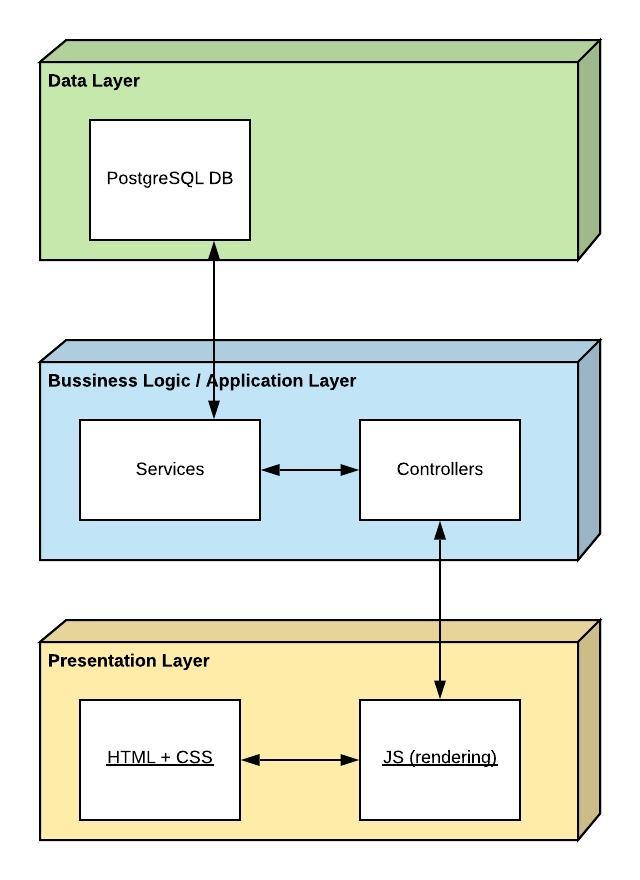 Data Layer
PostgreSQL DB
Bussiness Logic / Application Layer
Services
Controllers
Presentation Layer
HTML + CSS
JS (rendering)